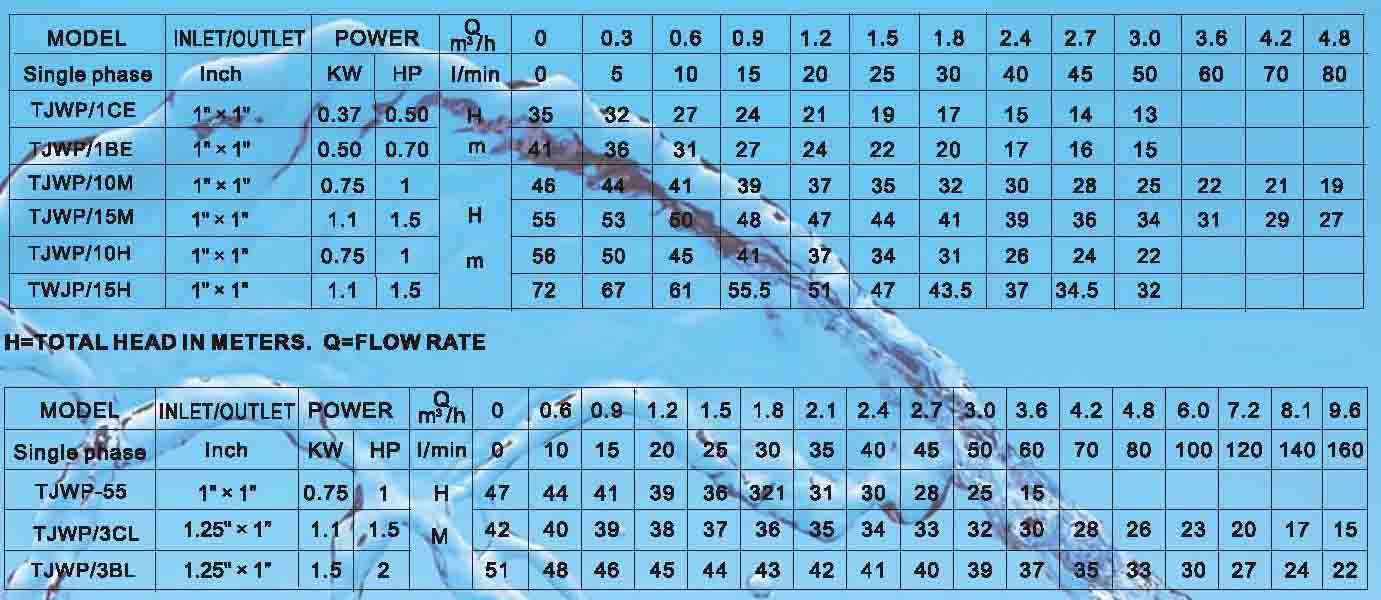 MODEL INLET/OUTLET POWER Q m³/h 0 0.3 0.6 0.9 1.2 1.5 1.8 2.4 2.7 3.0 3.6 4.2 4.8
Single phase Inch KW HP l/min 0 5 10 15 20 25 30 40 45 50 60 70 80
TJWP/1CE 1" × 1" 0.37 0.50 H 35 32 27 24 21 19 17 15 14 13
TJWP/1BE 1" × 1" 0.50 0.70 m 41 36 31 27 24 22 20 17 16 15
TJWP/10M 1" × 1" 0.75 1 46 44 41 39 37 35 32 30 28 25 22 21 19
TJWP/15M 1" × 1" 1.1 1.5 H 55 53 50 48 47 44 41 39 36 34 31 29 27
TJWP/10H 1" × 1" 0.75 1 m 56 50 45 41 37 34 31 26 24 22
TWJP/15H 1" × 1" 1.1 1.5 72 67 61 55.5 51 47 43.5 37 34.5 32
H=TOTAL HEAD IN METERS. Q=FLOW RATE
MODEL INLET/OUTLET POWER Q m³/h 0 0.6 0.9 1.2 1.5 1.8 2.1 2.4 2.7 3.0 3.6 4.2 4.8 6.0 7.2 8.1 9.6
Single phase Inch KW HP l/min 0 10 15 20 25 30 35 40 45 50 60 70 80 100 120 140 160
TJWP-55 1" × 1" 0.75 1 H 47 44 41 39 36 321 31 30 28 25 15
TJWP/3CL 1.25" × 1" 1.1 1.5 M 42 40 39 38 37 36 35 34 33 32 30 28 26 23 20 17 15
TJWP/3BL 1.25" × 1" 1.5 2 51 48 46 45 44 43 42 41 40 39 37 35 33 30 27 24 22